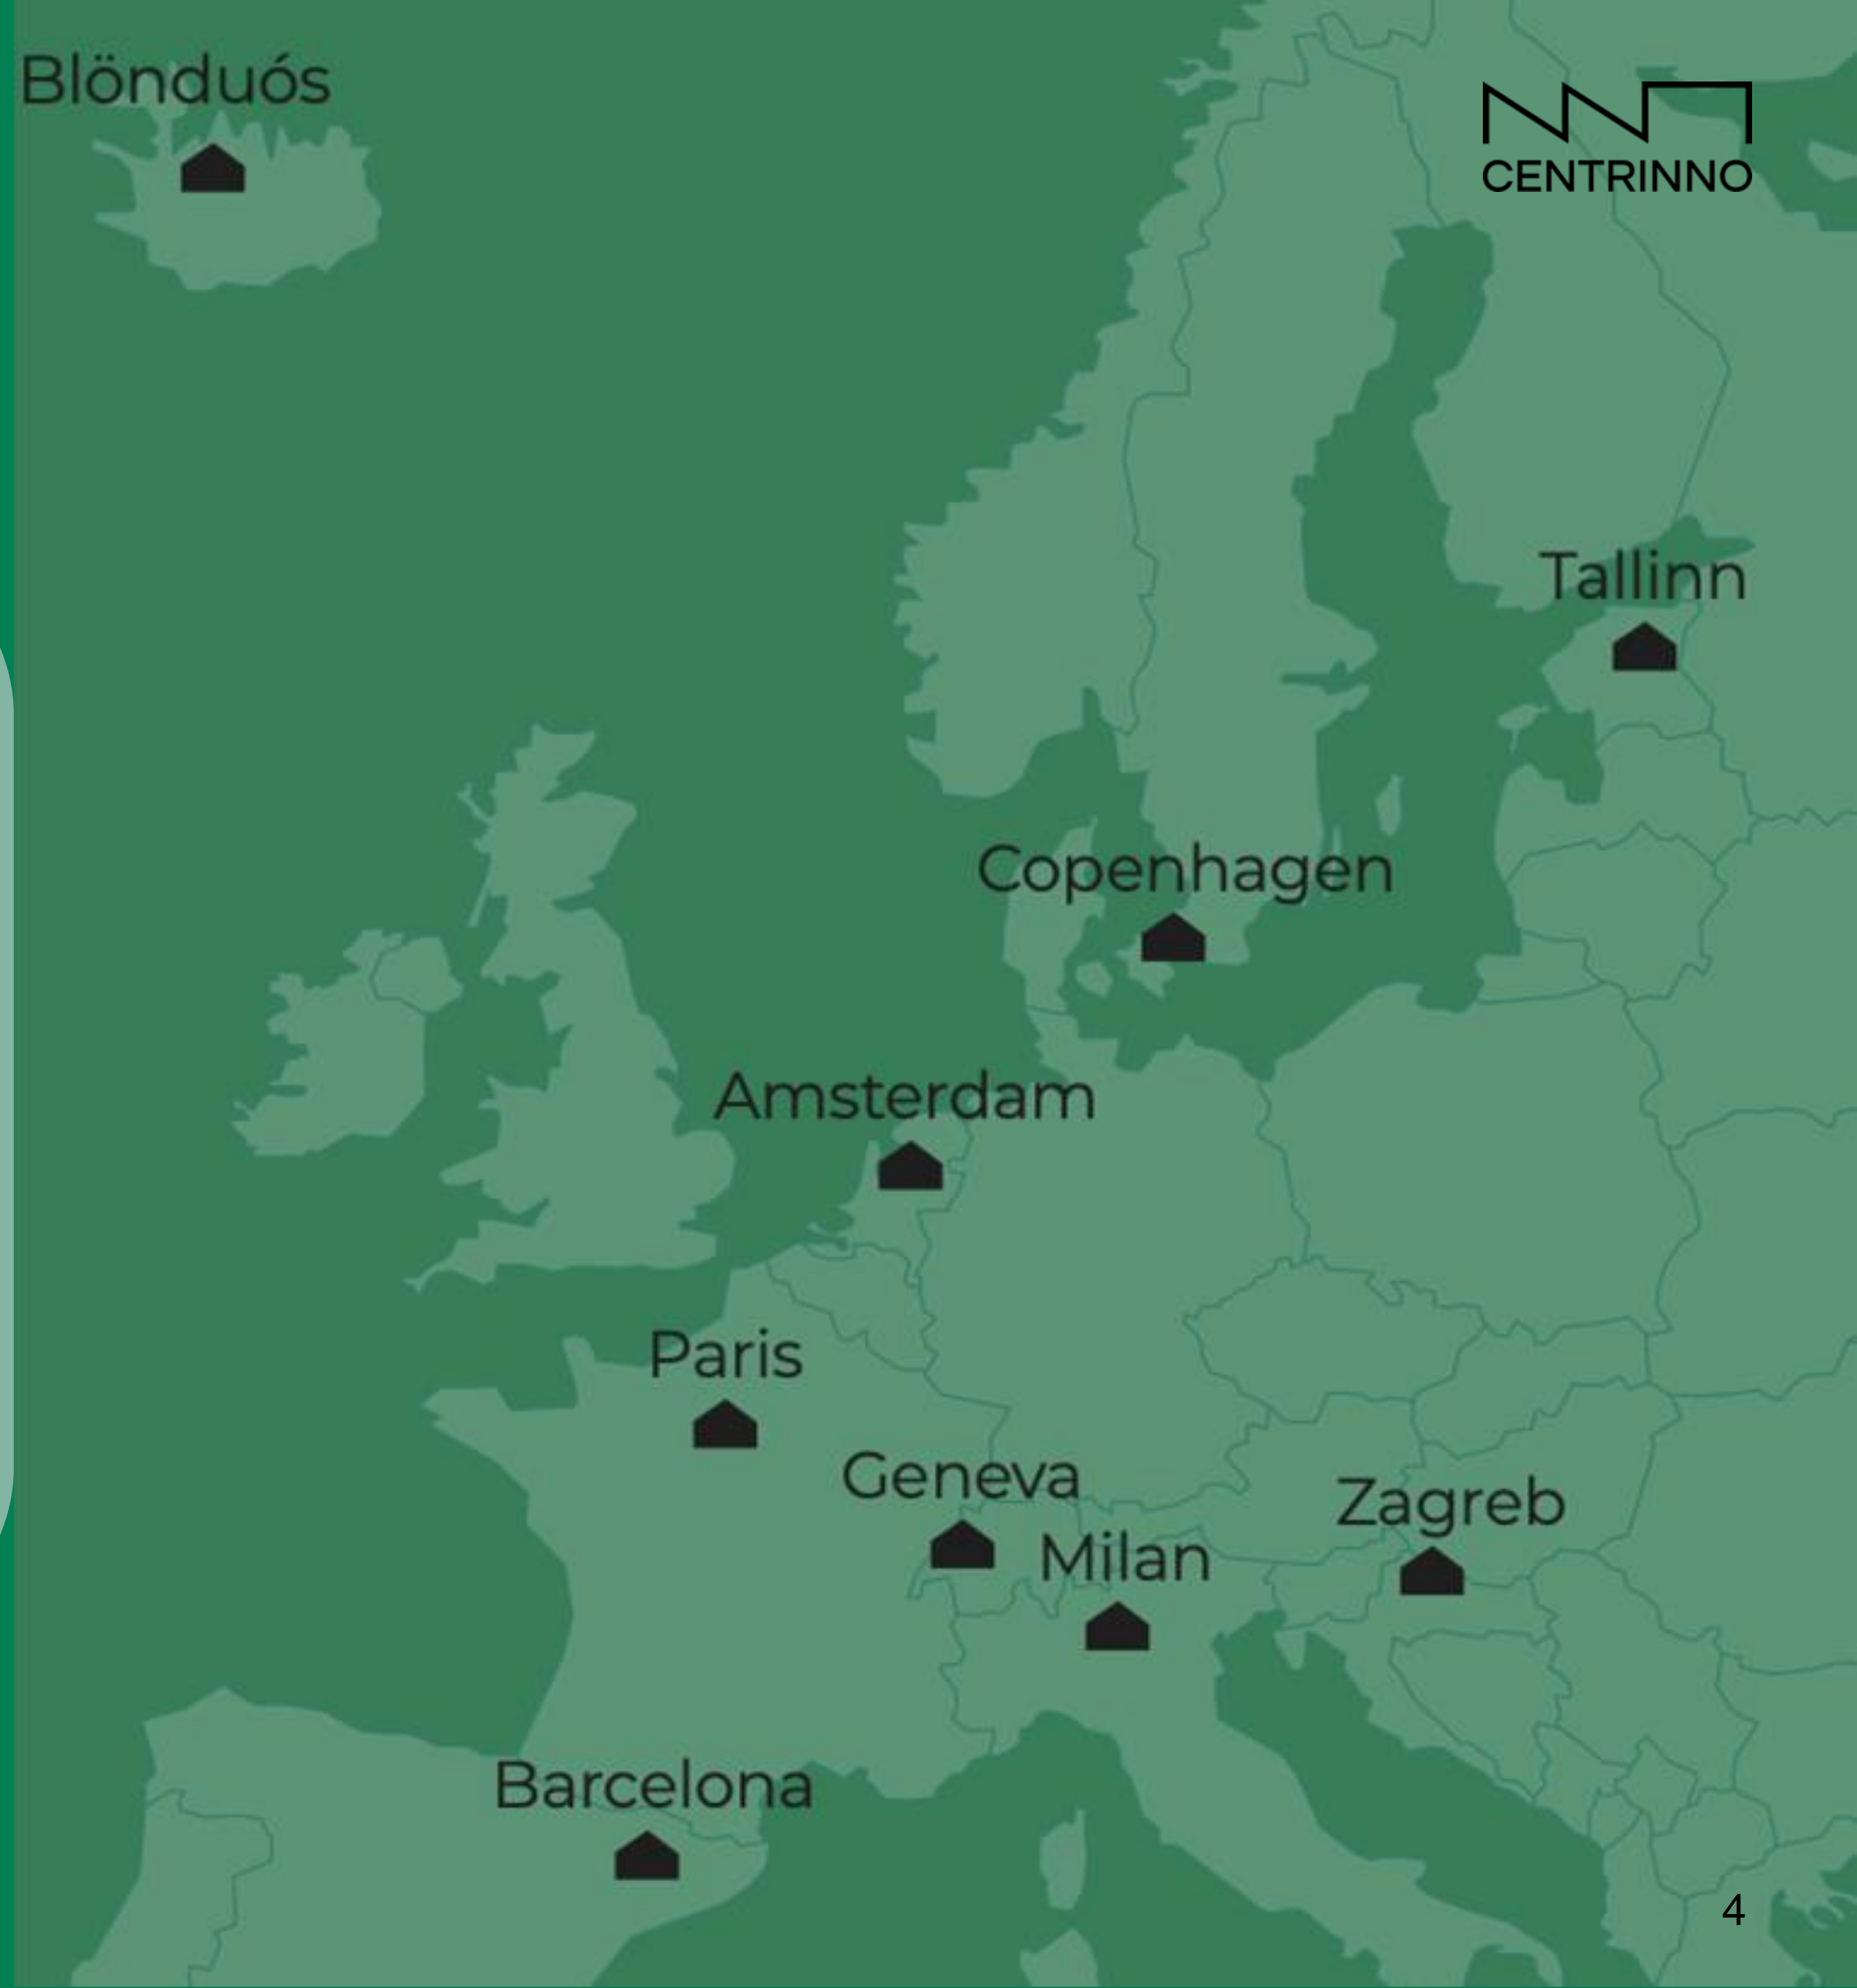 Blönduós
CENTRINNO
Tallinn
Copenhagen
Amsterdam
Paris
Geneva
Zagreb
Milan
Barcelona
4